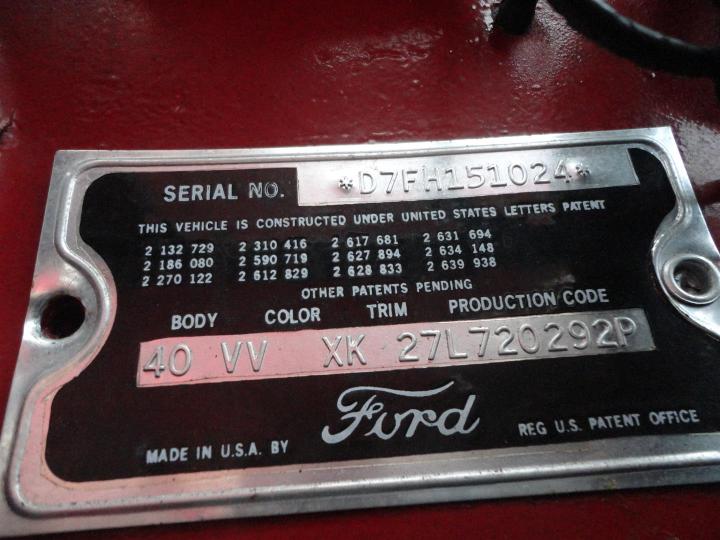 SERIAL NO. *D7FH151024*
THIS VEHICLE IS CONSTRUCTED UNDER UNITED STATES LETTERS PATENT
2 132 729 2 310 416 2 617 681 2 631 694
2 186 080 2 590 719 2 627 894 2 634 148
2 270 122 2 612 829 2 628 833 2 639 938
OTHER PATENTS PENDING
BODY COLOR TRIM PRODUCTION CODE
40 VV XK 27L720292P
MADE IN U.S.A. BY Ford REG U.S. PATENT OFFICE